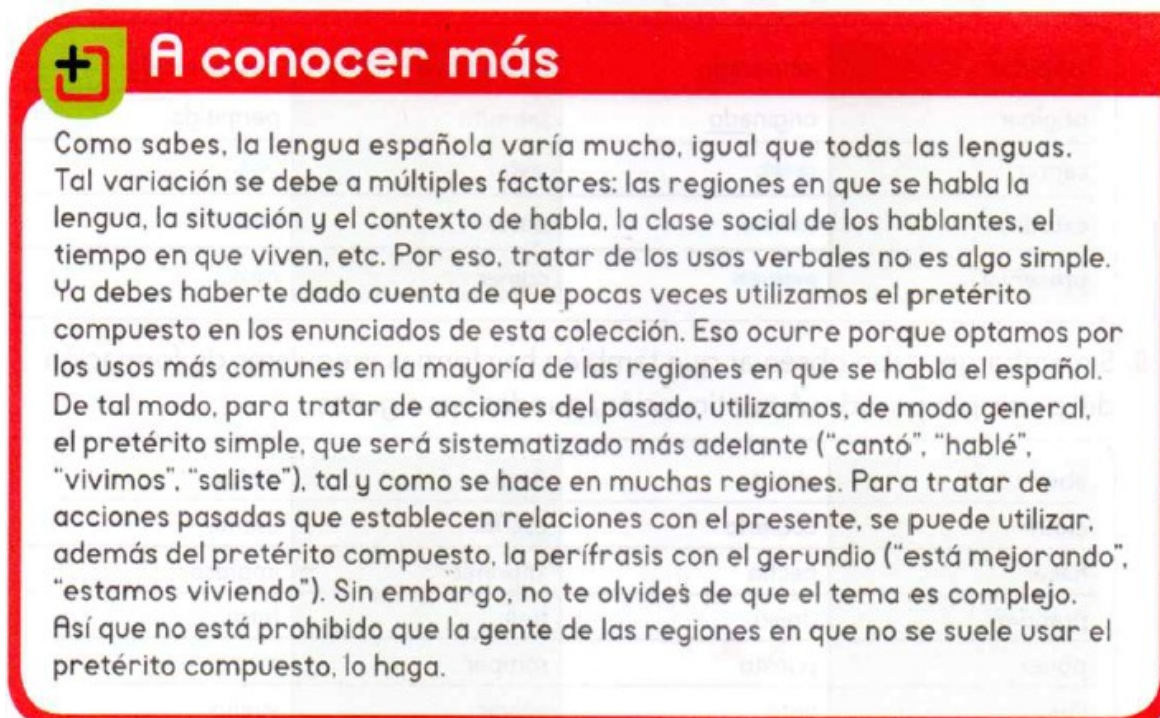 A conocer más
Como sabes, la lengua española varía mucho, igual que todas las lenguas.
Tal variación se debe a múltiples factores: las regiones en que se habla la
lengua, la situación y el contexto de habla, la clase social de los hablantes, el
tiempo en que viven, etc. Por eso, tratar de los usos verbales no es algo simple.
Ya debes haberte dado cuenta de que pocas veces utilizamos el pretérito
compuesto en los enunciados de esta colección. Eso ocurre porque optamos por
los usos más comunes en la mayoría de las regiones en que se habla el español.
De tal modo, para tratar de acciones del pasado, utilizamos, de modo general,
el pretérito simple, que será sistematizado más adelante ("cantó", "hablé",
"vivimos", "saliste"), tal y como se hace en muchas regiones. Para tratar de
acciones pasadas que establecen relaciones con el presente, se puede utilizar,
además del pretérito compuesto, la perífrasis con el gerundio ("está mejorando",
"estamos viviendo"). Sin embargo, no te olvides de que el tema es complejo.
Así que no está prohibido que la gente de las regiones en que no se suele usar el
pretérito compuesto, lo haga.